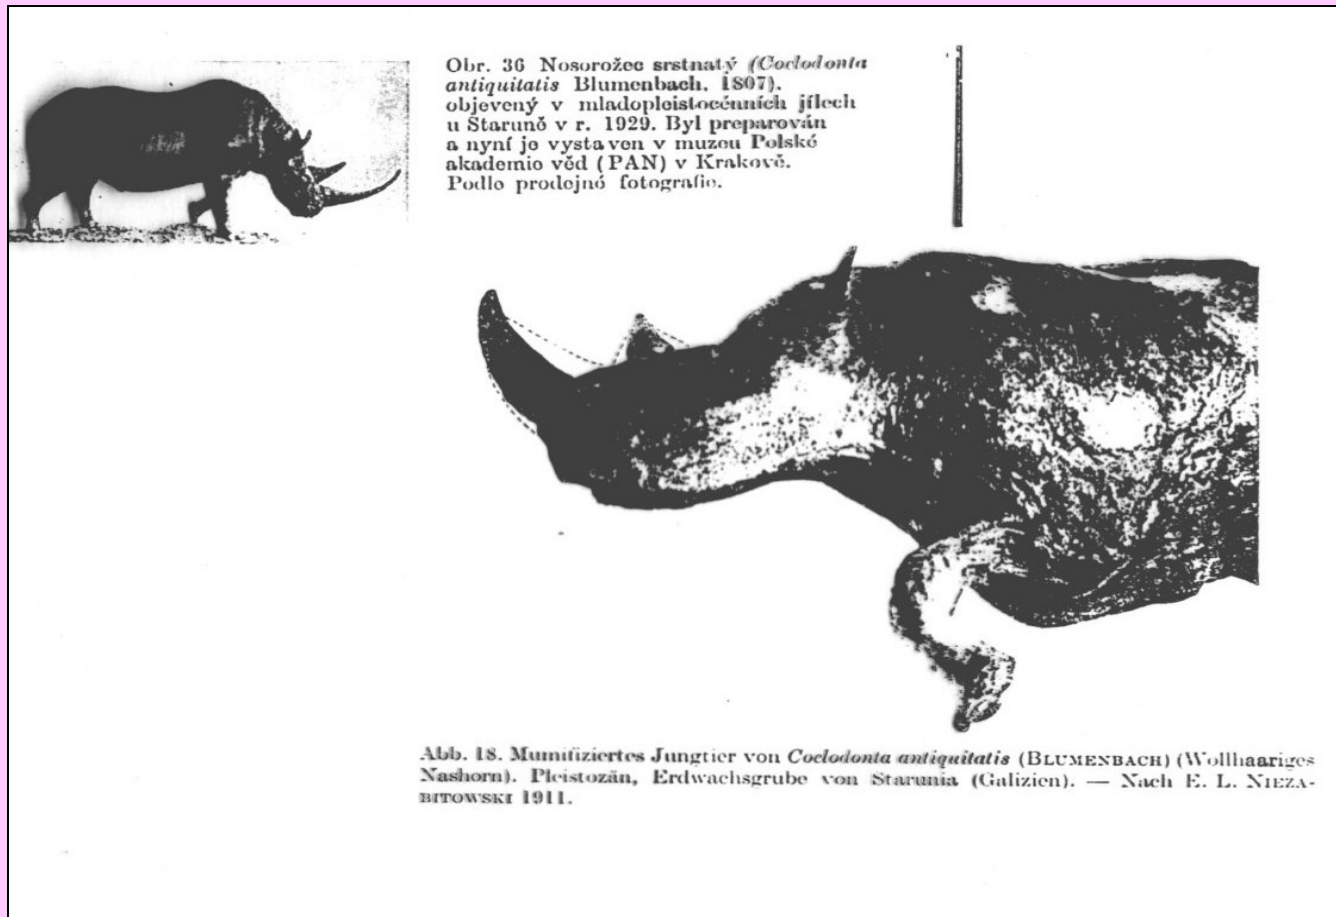 Obr. 36 Nosorožec srstnatý (Coelodonta
antiquitatis Blumenbach, 1807),
objevený v mladopleistocénních jílech
u Staruně v r. 1929. Byl preparován
a nyní je vystaven v muzeu Polské
akademie věd (PAN) v Krakově.
Podle prodejné fotografie.
Abb. 18. Mumifiziertes Jungtier von Coelodonta antiquitatis (BLUMENBACH) (Wollhaariges
Nashorn). Pleistozän, Erdwachsgrube von Starunia (Galizien). — Nach E. L. NIEZA-
BITOWSKI 1911.